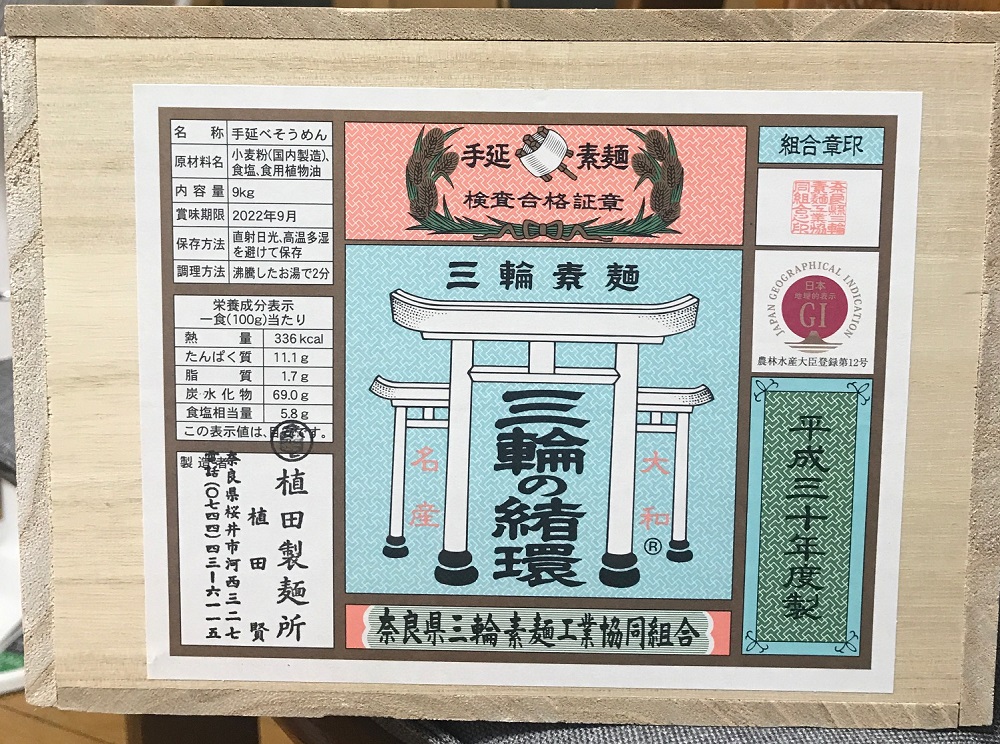 名称 手延べそうめん
原材料名 小麦粉(国内製造)、
食塩、食用植物油
内容量 9kg
賞味期限 2022年9月
保存方法 直射日光、高温多湿
を避けて保存
調理方法 沸騰したお湯で2分
栄養成分表示
一食(100g)当たり
熱量 336kcal
たんぱく質 11.1g
脂質 1.7g
炭水化物 69.0g
食塩相当量 5.8g
この表示値は、目安です。
製造者
植田製麺所
植田賢
奈良県桜井市河西三二七
電話(〇七四四)四三-六一一五
手延 素麺
検査合格証章
三輪素麺
三輪の緒環
大和
名産
®
奈良県三輪素麺工業協同組合
組合章印
奈良県三輪
素麺工業協
同組合之印
JAPAN GEOGRAPHICAL INDICATION
日本
地理的表示
GI
農林水産大臣登録第12号
平成三十年度製